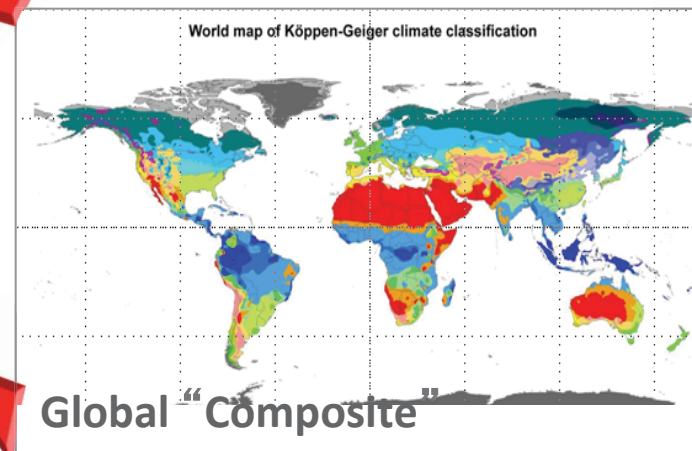 World map of Köppen-Geiger climate classification
Global “Composite”